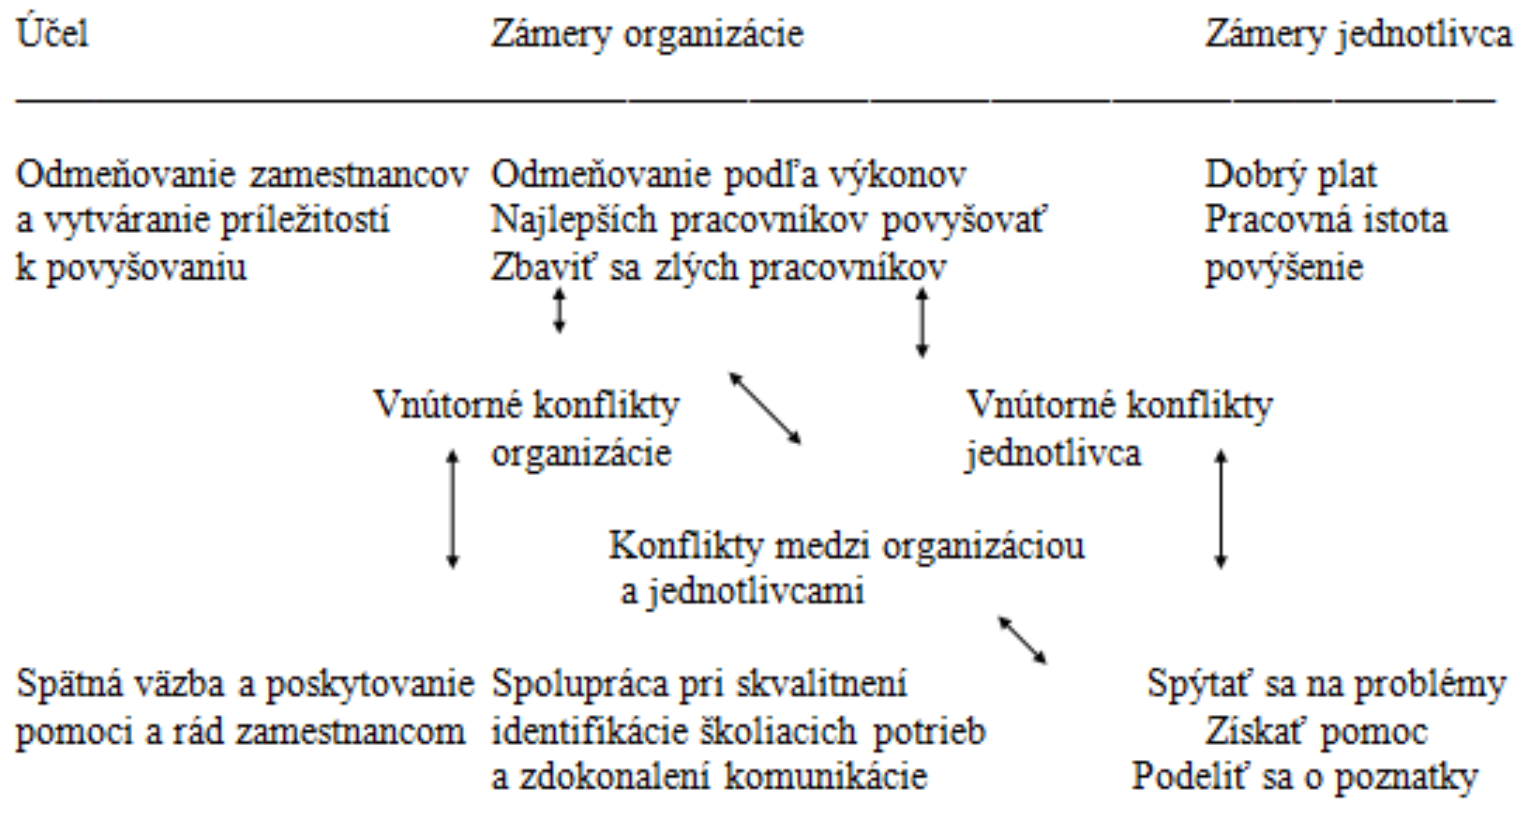 Účel Zámery organizácie Zámery jednotlivca
Odmeňovanie zamestnancov Odmeňovanie podľa výkonov Dobrý plat
a vytváranie príležitostí Najlepších pracovníkov povyšovať Pracovná istota
k povyšovaniu Zbaviť sa zlých pracovníkov povýšenie
Vnútorné konflikty Vnútorné konflikty
organizácie jednotlivca
Konflikty medzi organizáciou
a jednotlivcami
Spätná väzba a poskytovanie Spolupráca pri skvalitnení Spýtať sa na problémy
pomoci a rád zamestnancom identifikácie školiacich potrieb Získať pomoc
a zdokonalení komunikácie Podeliť sa o poznatky